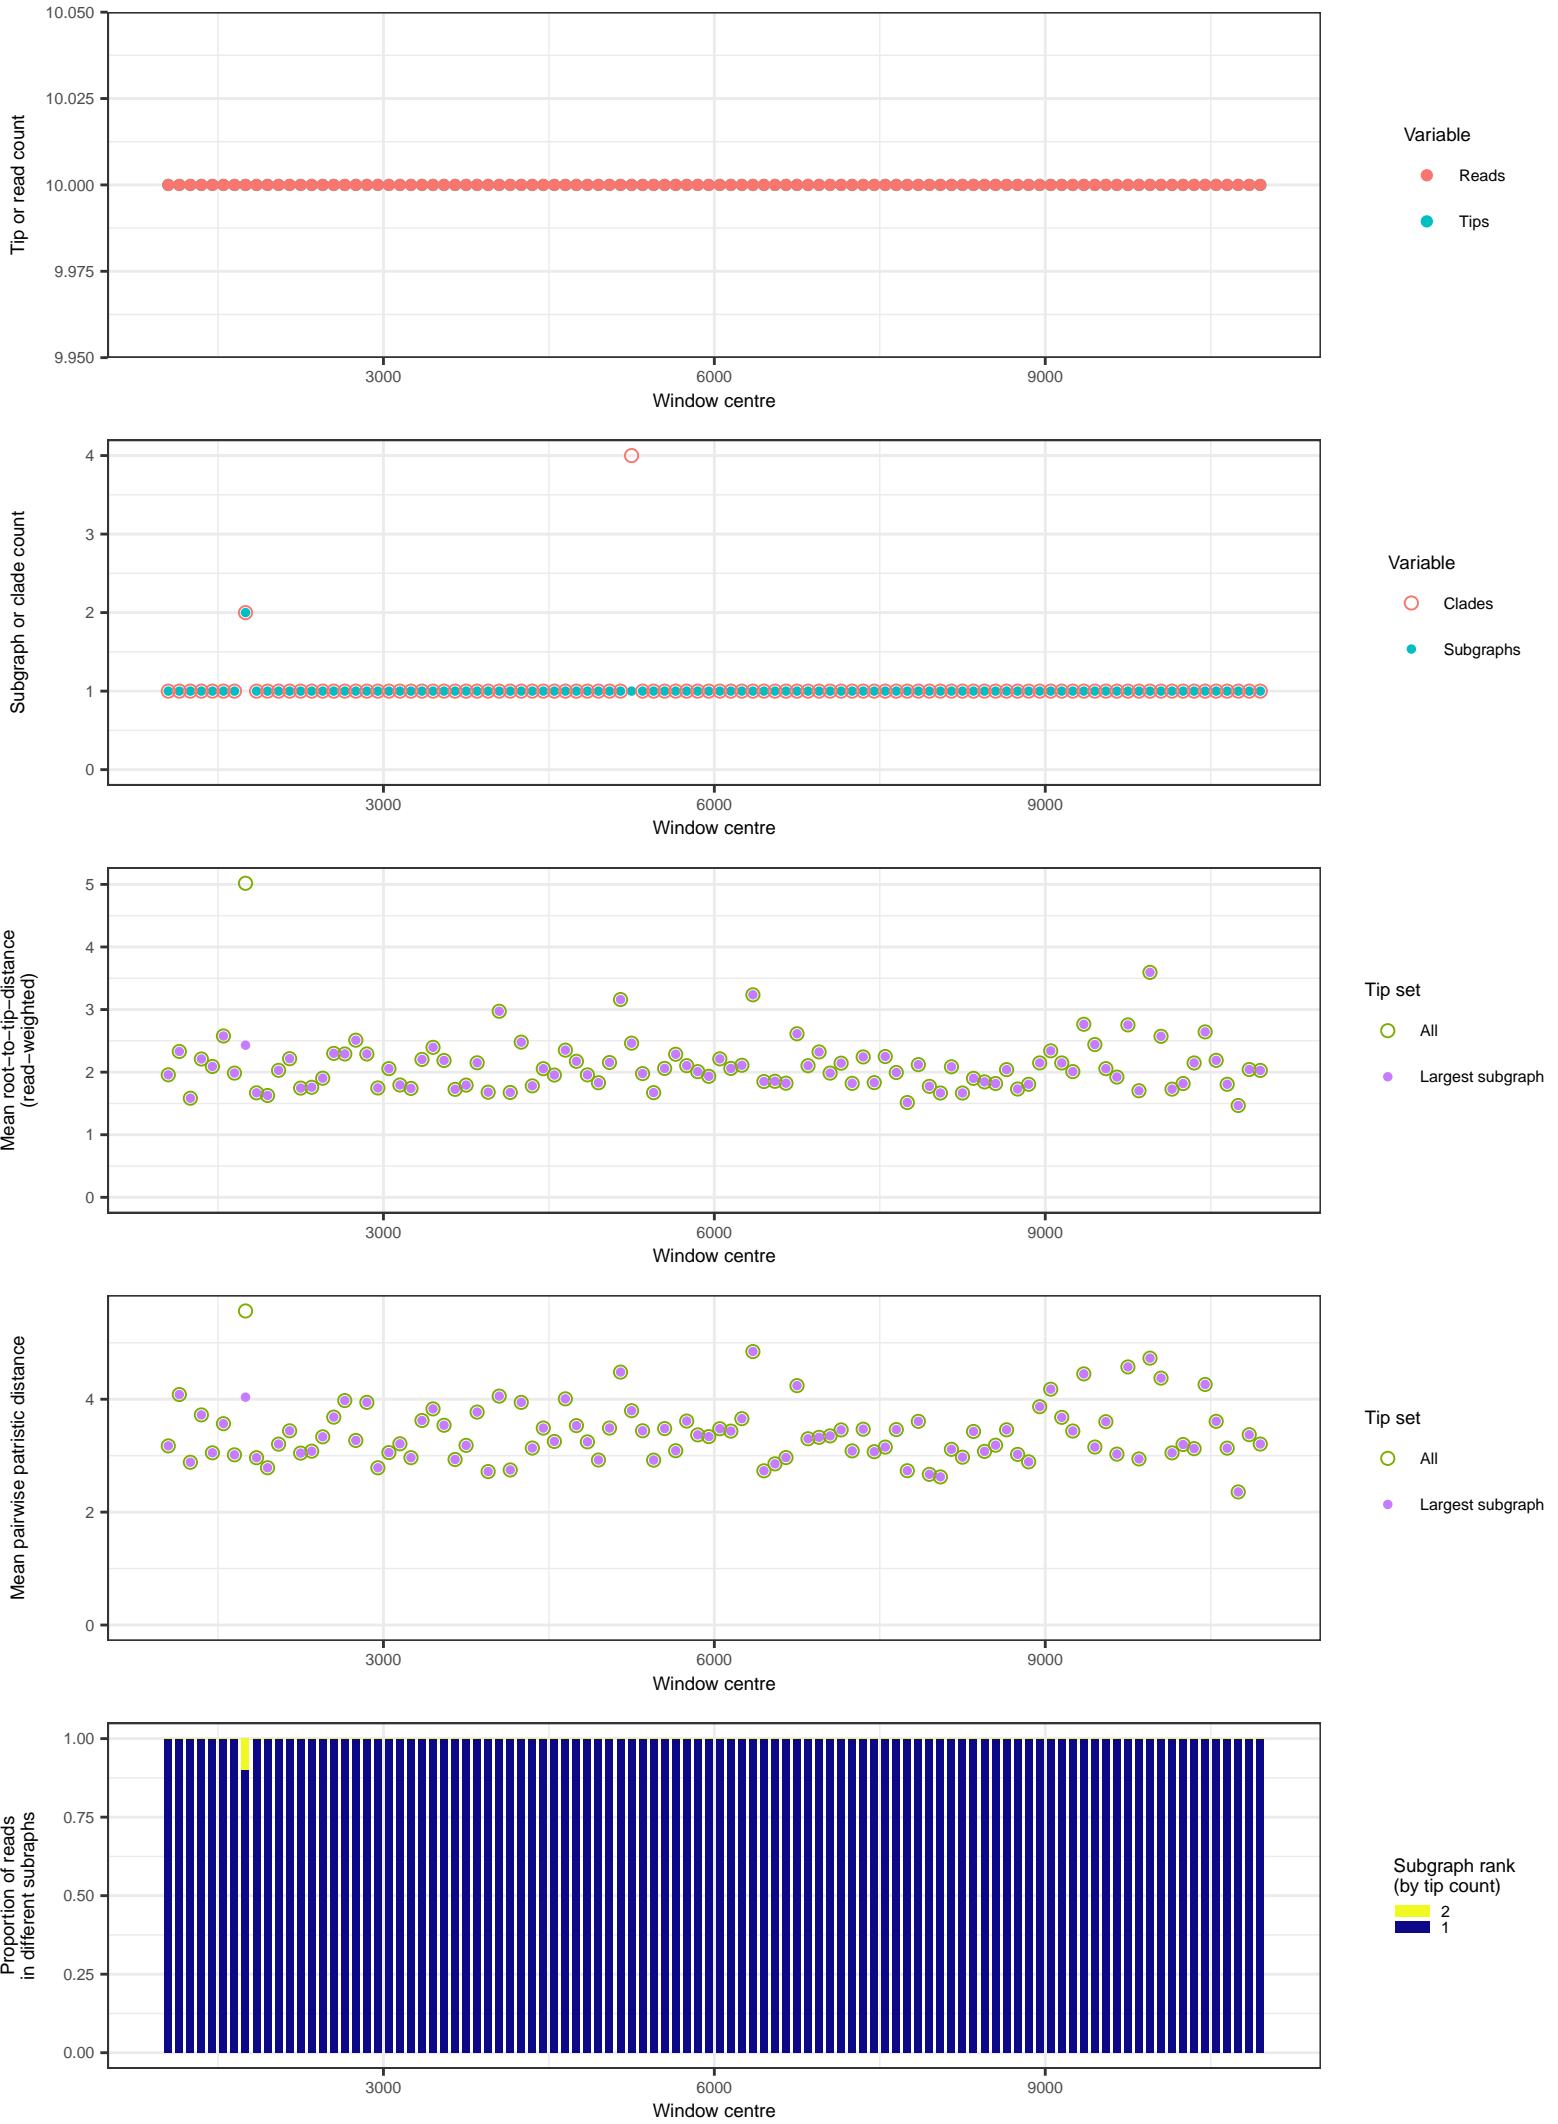 10.050
10.025
10.000
9.975
9.950
Tip or read count
3000 6000 9000
Window centre
Variable
Reads
Tips
4
3
2
1
0
Subgraph or clade count
3000 6000 9000
Window centre
Variable
Clades
Subgraphs
5
4
3
2
1
0
Mean root−to−tip−distance
(read−weighted)
3000 6000 9000
Window centre
Tip set
All
Largest subgraph
4
2
0
Mean pairwise patristic distance
3000 6000 9000
Window centre
Tip set
All
Largest subgraph
1.00
0.75
0.50
0.25
0.00
Proportion of reads
in different subraphs
3000 6000 9000
Window centre
Subgraph rank
(by tip count)
2
1